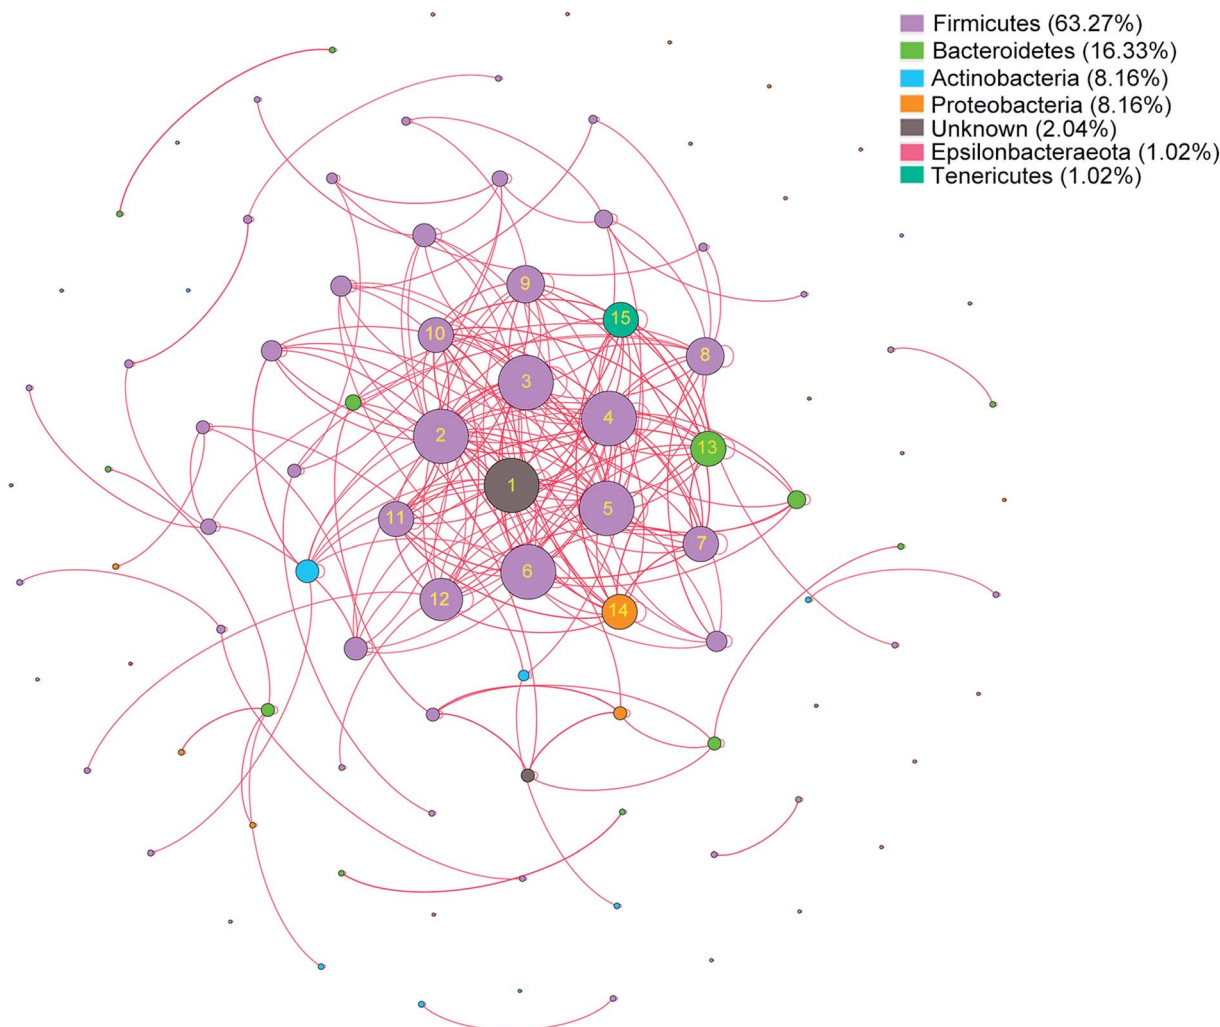 Firmicutes (63.27%)
Bacteroidetes (16.33%)
Actinobacteria (8.16%)
Proteobacteria (8.16%)
Unknown (2.04%)
Epsilonbacteraeota (1.02%)
Tenericutes (1.02%)
9
15
10
8
3
4
2
13
1
5
11
7
6
12
14